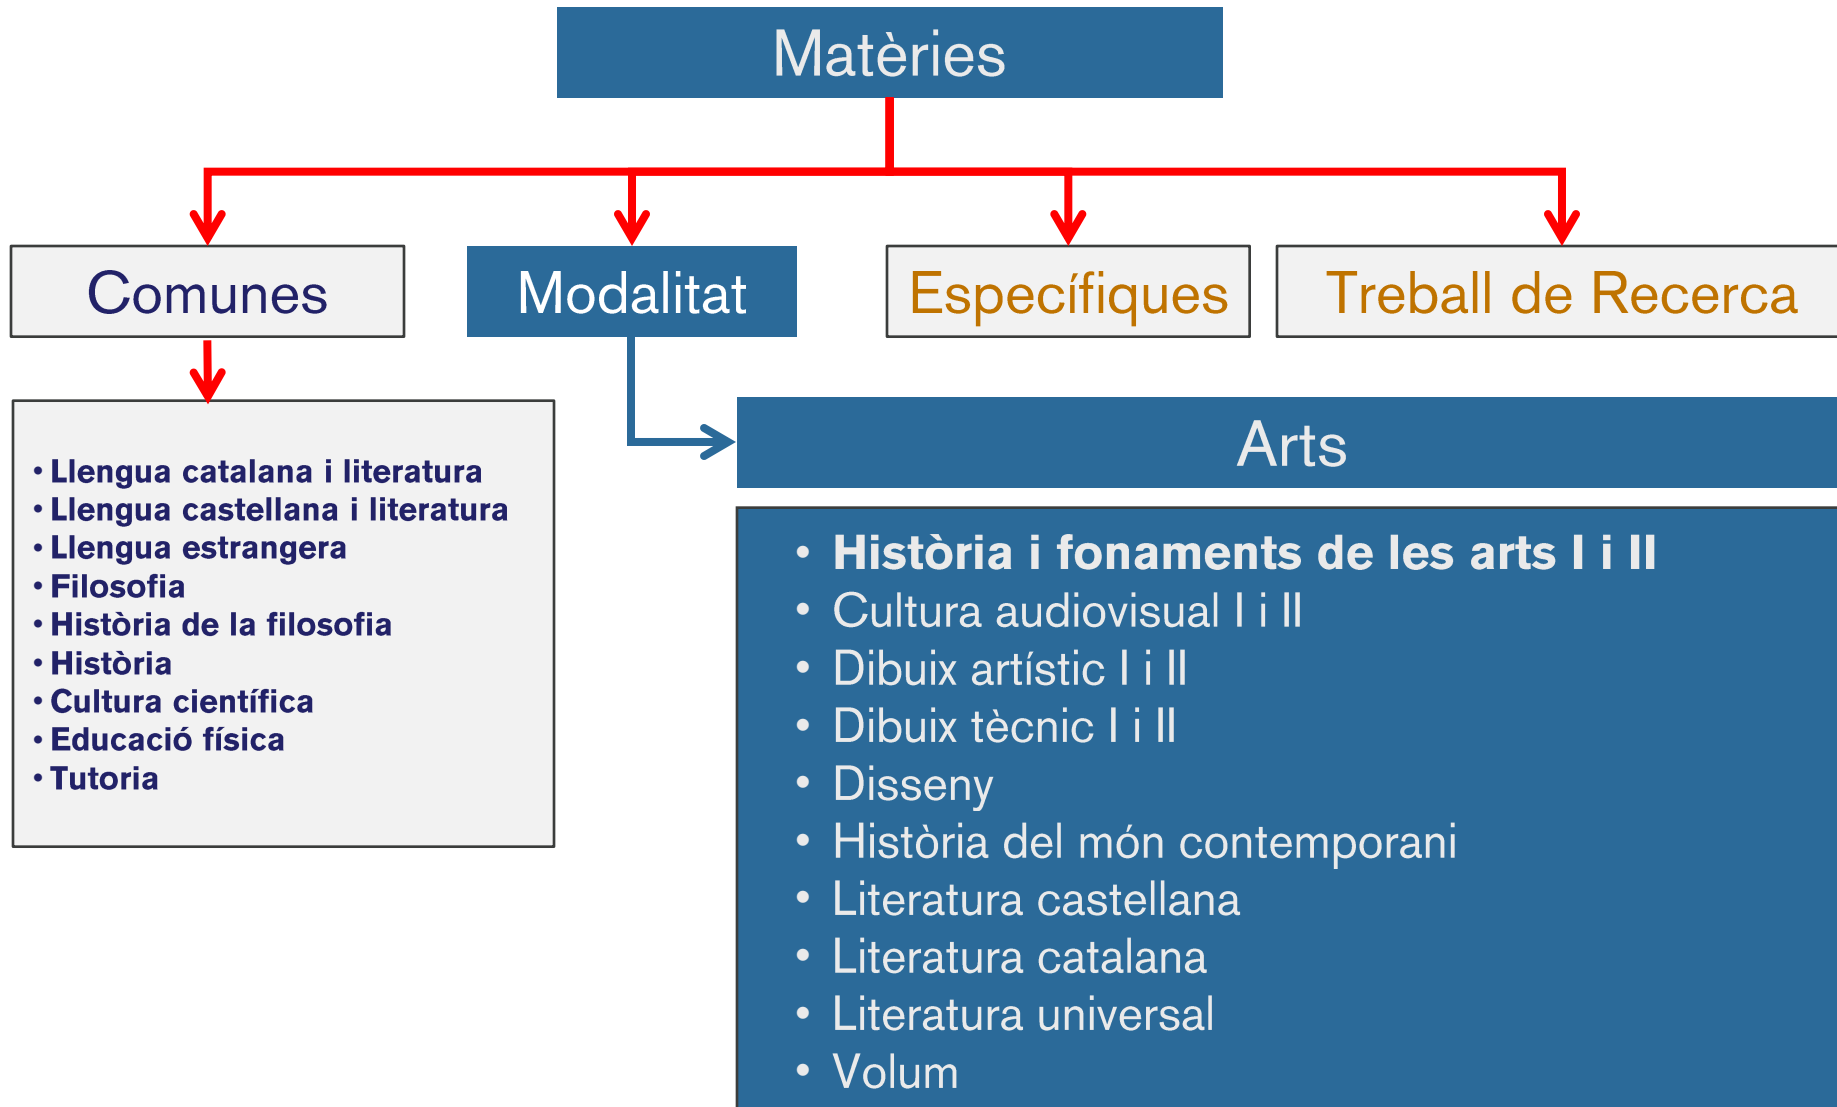 Matèries
Comunes
Modalitat
Específiques
Treball de Recerca
• Llengua catalana i literatura
• Llengua castellana i literatura
• Llengua estrangera
• Filosofia
• Història de la filosofia
• Història
• Cultura científica
• Educació física
• Tutoria
Arts
• Història i fonaments de les arts I i II
• Cultura audiovisual I i II
• Dibuix artístic I i II
• Dibuix tècnic I i II
• Disseny
• Història del món contemporani
• Literatura castellana
• Literatura catalana
• Literatura universal
• Volum